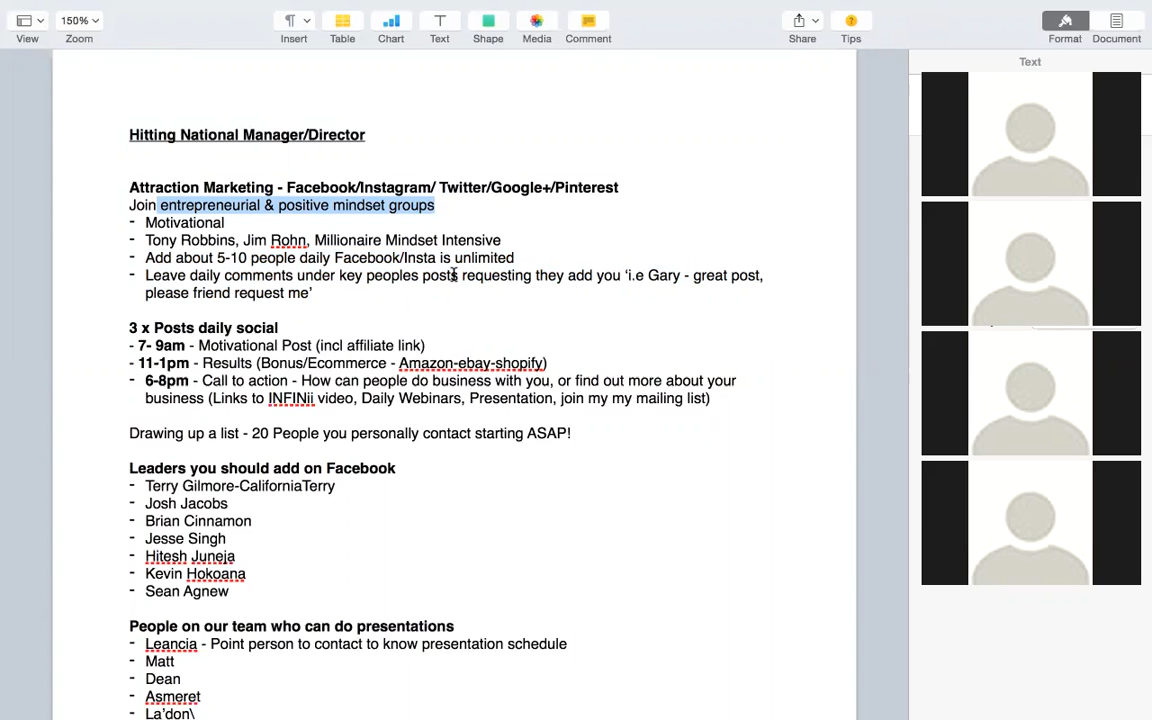 150%
View
Zoom
Insert
Table
Chart
Text
Shape
Media
Comment
Share
Tips
Format
Document
Text
Hitting National Manager/Director
Attraction Marketing - Facebook/Instagram/ Twitter/Google+/Pinterest
Join entrepreneurial & positive mindset groups
- Motivational
- Tony Robbins, Jim Rohn, Millionaire Mindset Intensive
- Add about 5-10 people daily Facebook/Insta is unlimited
- Leave daily comments under key peoples posts requesting they add you ‘i.e Gary - great post,
please friend request me’
3 x Posts daily social
- 7- 9am - Motivational Post (incl affiliate link)
- 11-1pm - Results (Bonus/Ecommerce - Amazon-ebay-shopify)
- 6-8pm - Call to action - How can people do business with you, or find out more about your
business (Links to INFINii video, Daily Webinars, Presentation, join my my mailing list)
Drawing up a list - 20 People you personally contact starting ASAP!
Leaders you should add on Facebook
- Terry Gilmore-CaliforniaTerry
- Josh Jacobs
- Brian Cinnamon
- Jesse Singh
- Hitesh Juneja
- Kevin Hokoana
- Sean Agnew
People on our team who can do presentations
- Leancia - Point person to contact to know presentation schedule
- Matt
- Dean
- Asmeret
- La’don\